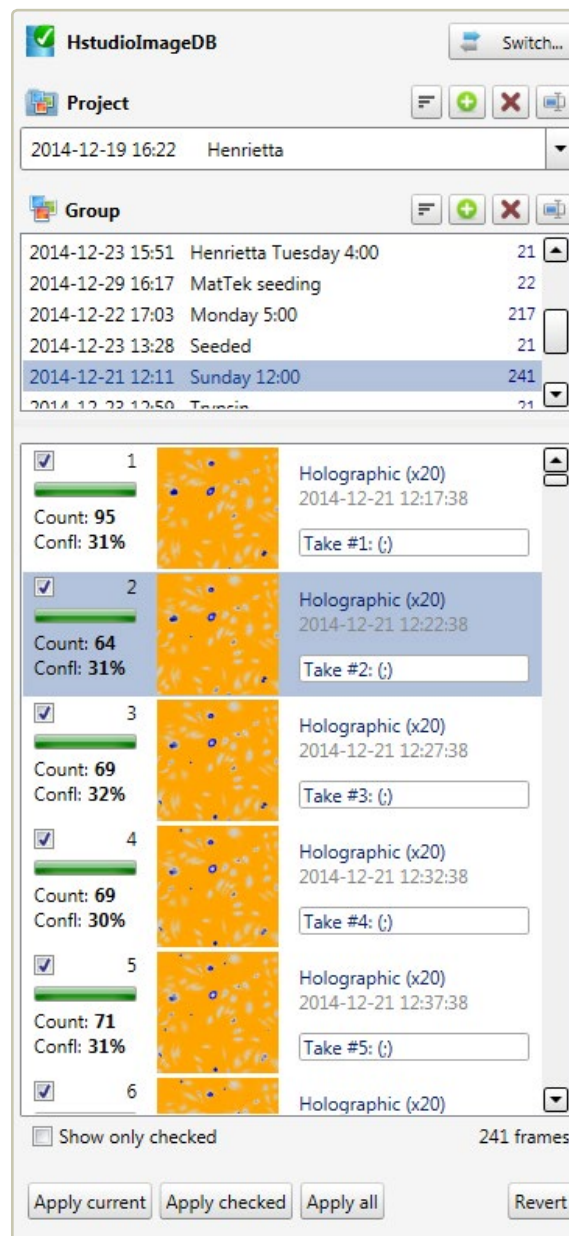 HstudioImageDB
Switch...
Project
2014-12-19 16:22 Henrietta
Group
2014-12-23 15:51 Henrietta Tuesday 4:00 21
2014-12-29 16:17 MatTek seeding 22
2014-12-22 17:03 Monday 5:00 217
2014-12-23 13:28 Seeded 21
2014-12-21 12:11 Sunday 12:00 241
2014-12-23 12:59 Trypsin 21
1
Holographic (x20)
2014-12-21 12:17:38
Count: 95
Confl: 31%
Take #1: (;)
2
Holographic (x20)
2014-12-21 12:22:38
Count: 64
Confl: 31%
Take #2: (;)
3
Holographic (x20)
2014-12-21 12:27:38
Count: 69
Confl: 32%
Take #3: (;)
4
Holographic (x20)
2014-12-21 12:32:38
Count: 69
Confl: 30%
Take #4: (;)
5
Holographic (x20)
2014-12-21 12:37:38
Count: 71
Confl: 31%
Take #5: (;)
6
Holographic (x20)
Show only checked 241 frames
Apply current Apply checked Apply all Revert